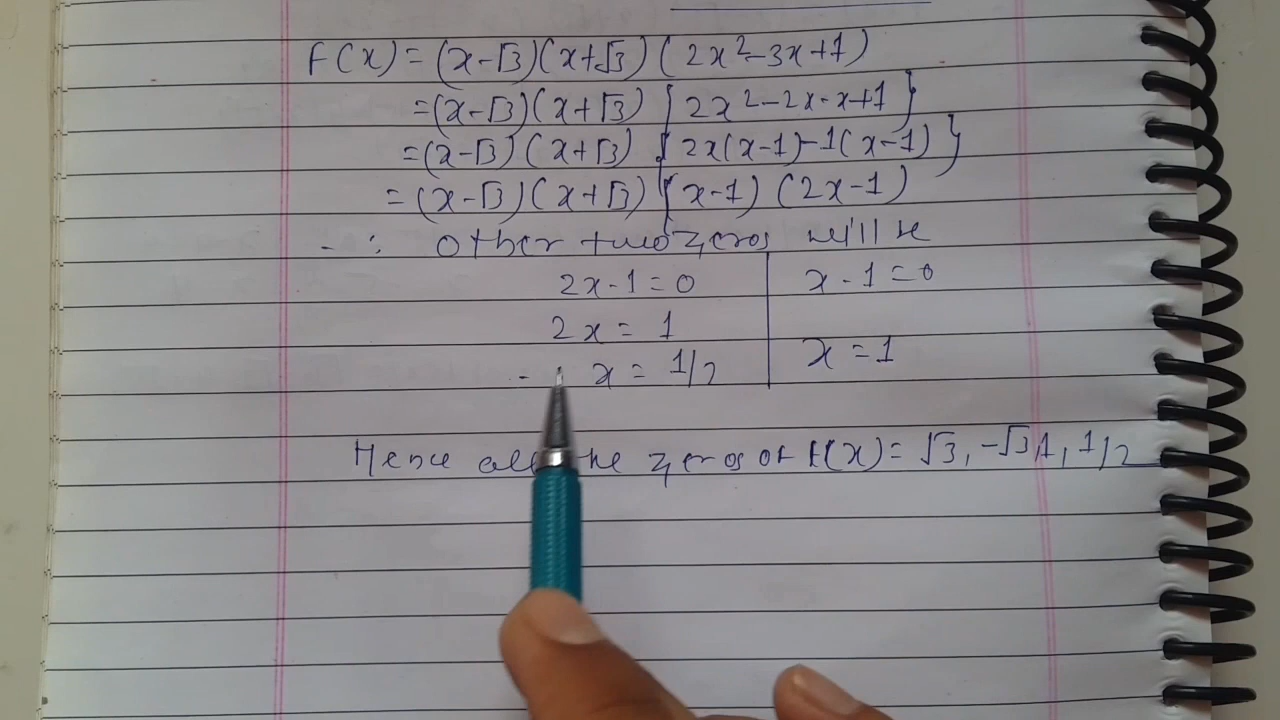 F(x) = (x-√3)(x+√3) (2x²-3x+1)
=(x-√3)(x+√3) {2x²-2x-x+1}
=(x-√3)(x+√3) {2x(x-1)-1(x-1)}
=(x-√3)(x+√3) (x-1) (2x-1)
∴ other two zeros will be
2x-1=0 x-1=0
2x = 1
x = 1/2 x = 1
Hence all the zeros of f(x) = √3, -√3, 1, 1/2